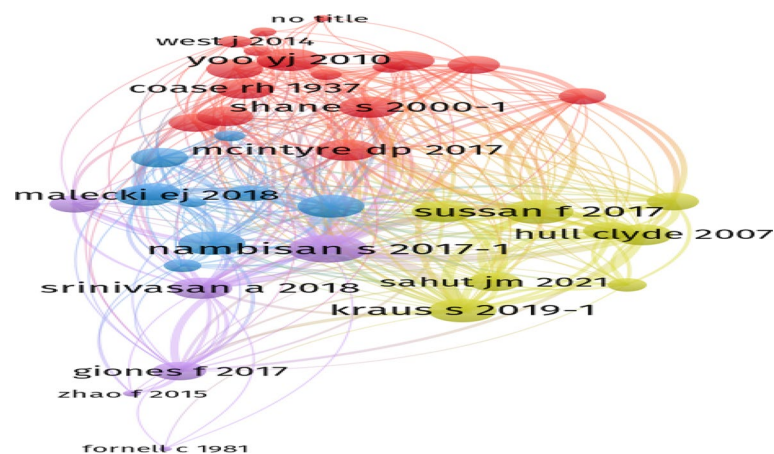 no title
west j 2014
yoo yj 2010
coase rh 1937
shane s 2000-1
mcintyre dp 2017
malecki ej 2018
sussan f 2017
hull clyde 2007
nambisan s 2017-1
sahut jm 2021
srinivasan a 2018
kraus s 2019-1
giones f 2017
zhao f 2015
fornell c 1981